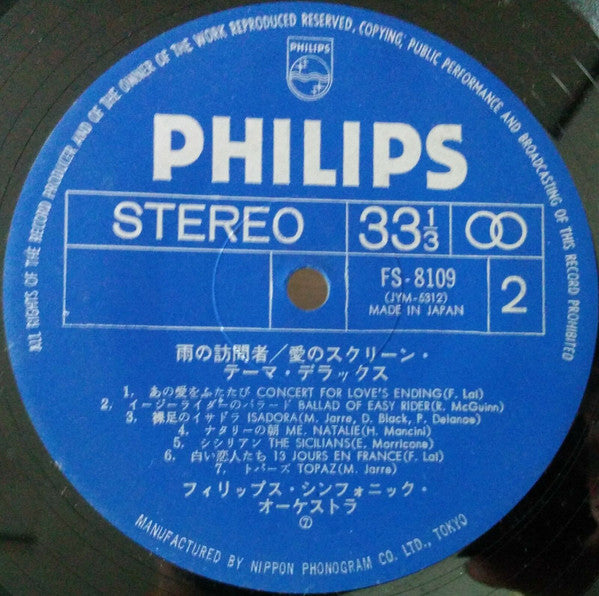 ALL RIGHTS OF THE RECORD PRODUCER AND OF THE OWNER OF THE WORK REPRODUCED RESERVED, COPYING, PUBLIC PERFORMANCE AND BROADCASTING OF THIS RECORD PROHIBITED
PHILIPS
PHILIPS
STEREO 33 1/3
FS-8109
(JYM-5312)
MADE IN JAPAN
2
雨の訪問者/愛のスクリーン・
テーマ・デラックス
1. あの愛をふたたび CONCERT FOR LOVE'S ENDING(F. Lai)
2. イージーライダーのバラード BALLAD OF EASY RIDER(R. McGuinn)
3. 裸足のイサドラ ISADORA(M. Jarre, D. Black, P. Delanoe)
4. ナタリーの朝 ME, NATALIE(H. Mancini)
5. シシリアン THE SICILIANS(E. Morricone)
6. 白い恋人たち 13 JOURS EN FRANCE(F. Lai)
7. トパーズ TOPAZ(M. Jarre)
フィリップス・シンフォニック・
オーケストラ
⑦
MANUFACTURED BY NIPPON PHONOGRAM CO. LTD., TOKYO